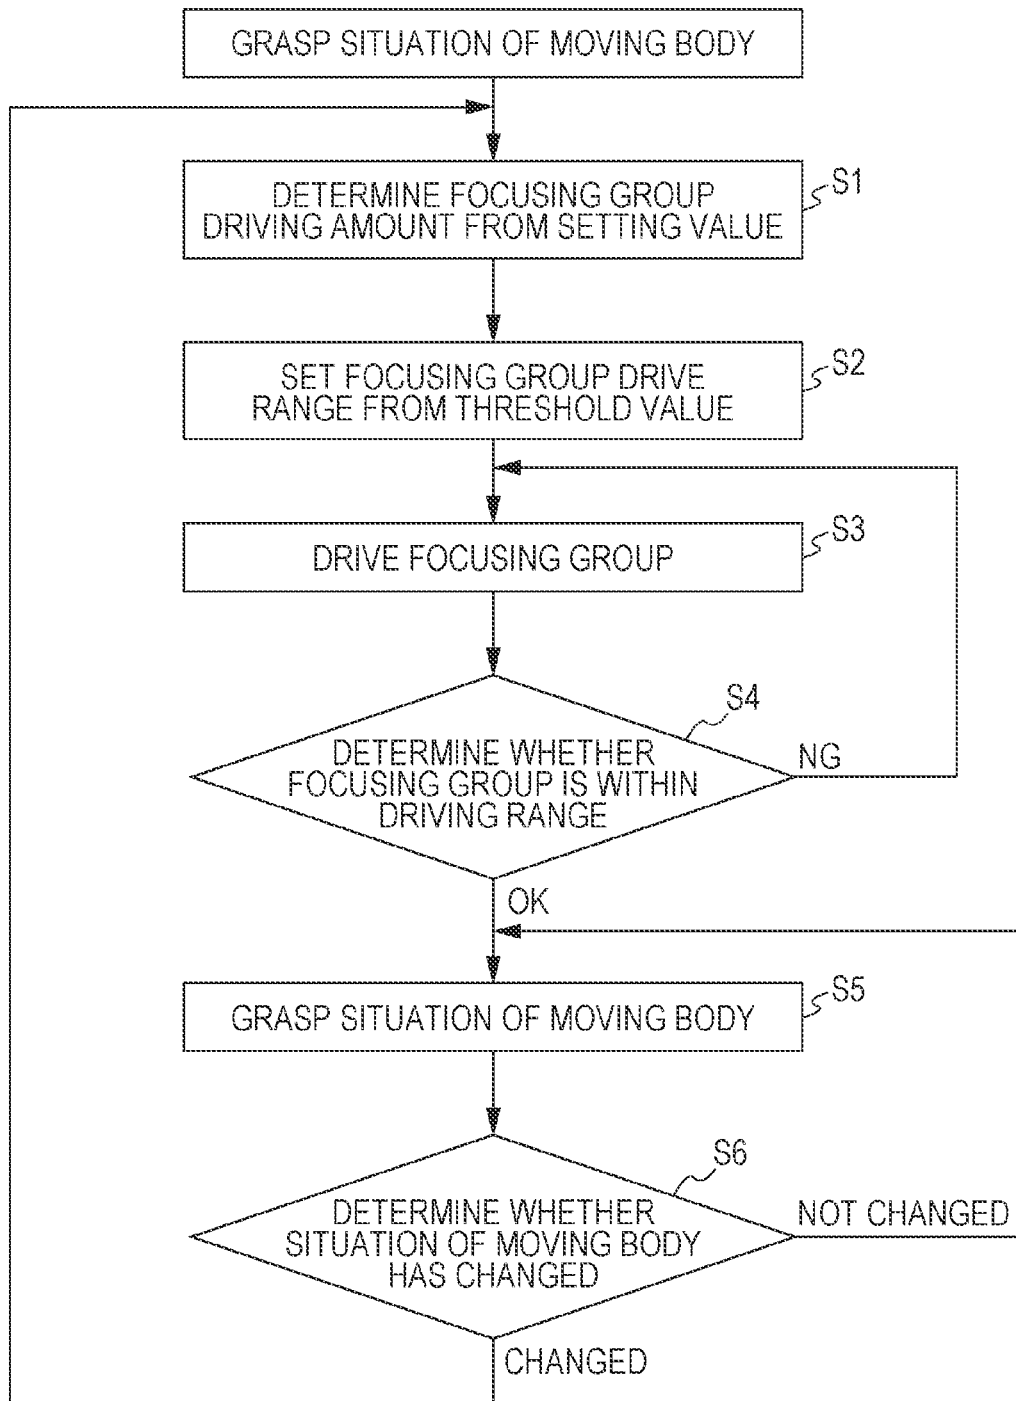 GRASP SITUATION OF MOVING BODY
S1
DETERMINE FOCUSING GROUP
DRIVING AMOUNT FROM SETTING VALUE
S2
SET FOCUSING GROUP DRIVE
RANGE FROM THRESHOLD VALUE
S3
DRIVE FOCUSING GROUP
S4
DETERMINE WHETHER
FOCUSING GROUP IS WITHIN
DRIVING RANGE
NG
OK
S5
GRASP SITUATION OF MOVING BODY
S6
DETERMINE WHETHER
SITUATION OF MOVING BODY
HAS CHANGED
NOT CHANGED
CHANGED